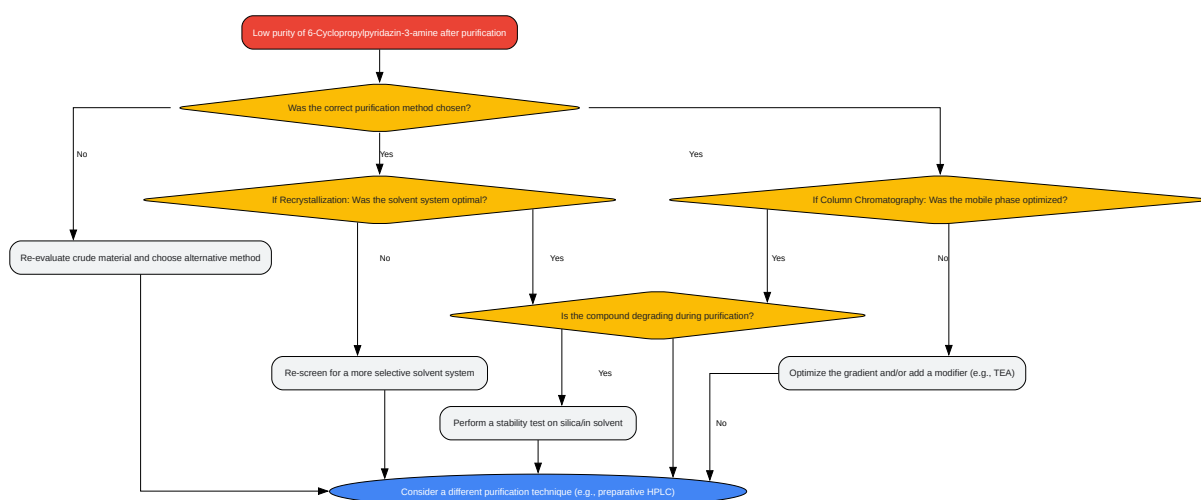 Low purity of 6-Cyclopropylpyridazin-3-amine after purification
Was the correct purification method chosen?
No
Yes
Yes
If Recrystallization: Was the solvent system optimal?
If Column Chromatography: Was the mobile phase optimized?
Re-evaluate crude material and choose alternative method
No
Yes
Yes
No
Is the compound degrading during purification?
Re-screen for a more selective solvent system
Yes
Optimize the gradient and/or add a modifier (e.g., TEA)
Perform a stability test on silica/in solvent
No
Consider a different purification technique (e.g., preparative HPLC)